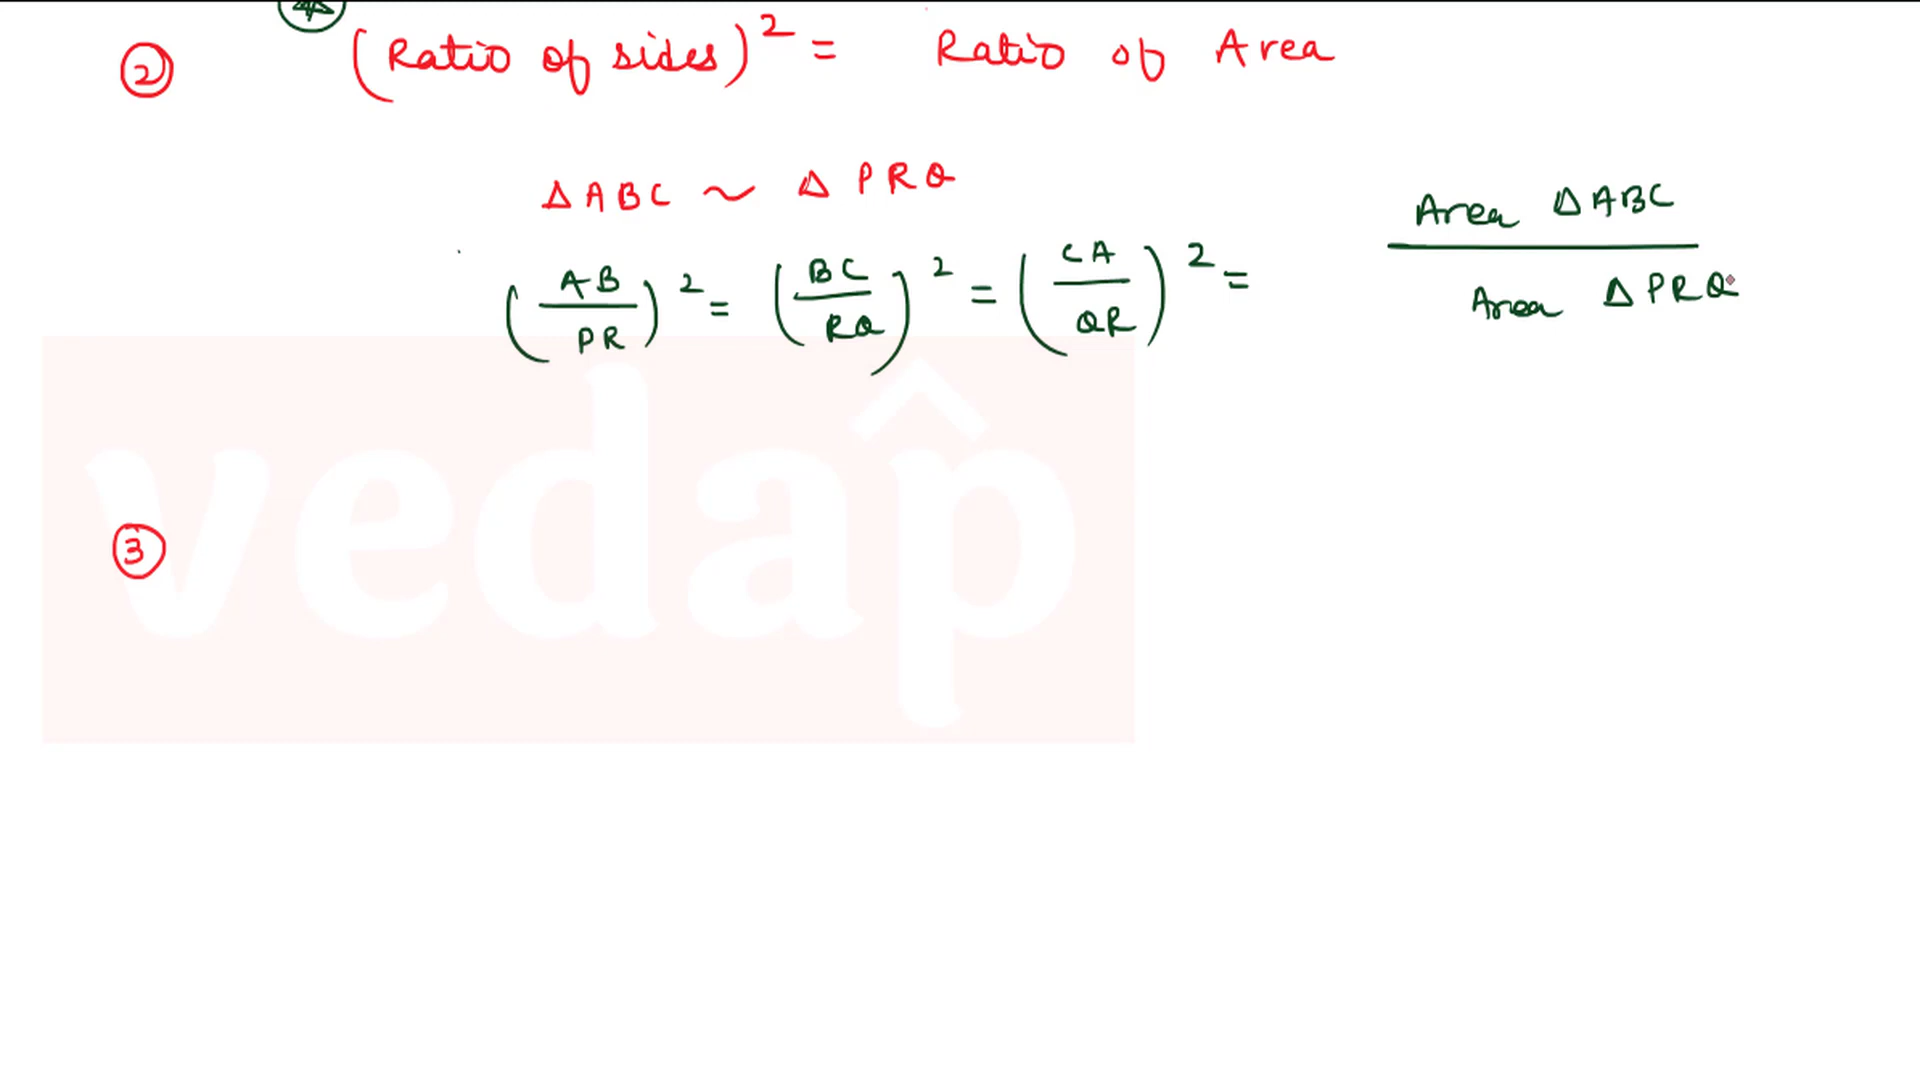 ② (Ratio of sides)² = Ratio of Area
Δ ABC ~ Δ PRQ
(AB/PR)² = (BC/RQ)² = (CA/QR)² = Area Δ ABC / Area Δ PRQ
vedap
③